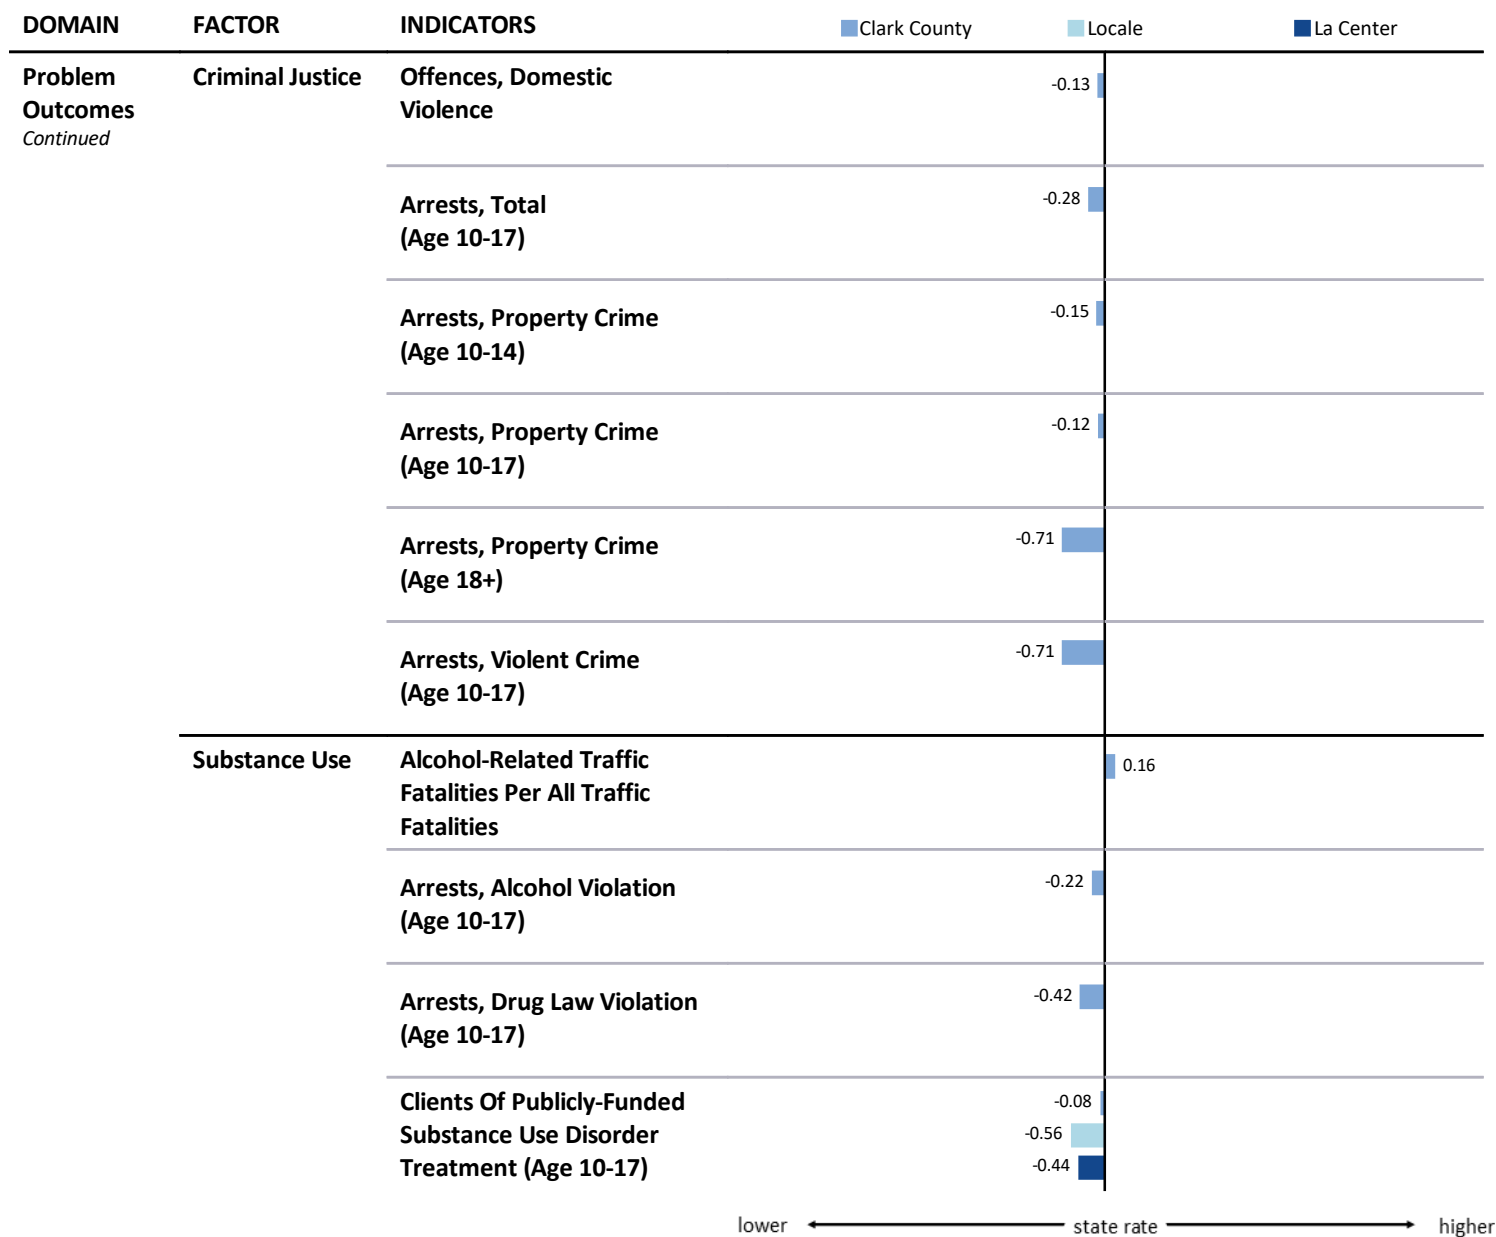 DOMAIN FACTOR INDICATORS Clark County Locale La Center
Problem Criminal Justice Offences, Domestic
-0.13
Outcomes Violence
Continued
-0.28
Arrests, Total
(Age 10-17)
-0.15
Arrests, Property Crime
(Age 10-14)
-0.12
Arrests, Property Crime
(Age 10-17)
-0.71
Arrests, Property Crime
(Age 18+)
-0.71
Arrests, Violent Crime
(Age 10-17)
Substance Use Alcohol-Related Traffic
0.16
Fatalities Per All Traffic
Fatalities
-0.22
Arrests, Alcohol Violation
(Age 10-17)
-0.42
Arrests, Drug Law Violation
(Age 10-17)
Clients Of Publicly-Funded -0.08
Substance Use Disorder -0.56
Treatment (Age 10-17) -0.44
lower state rate higher